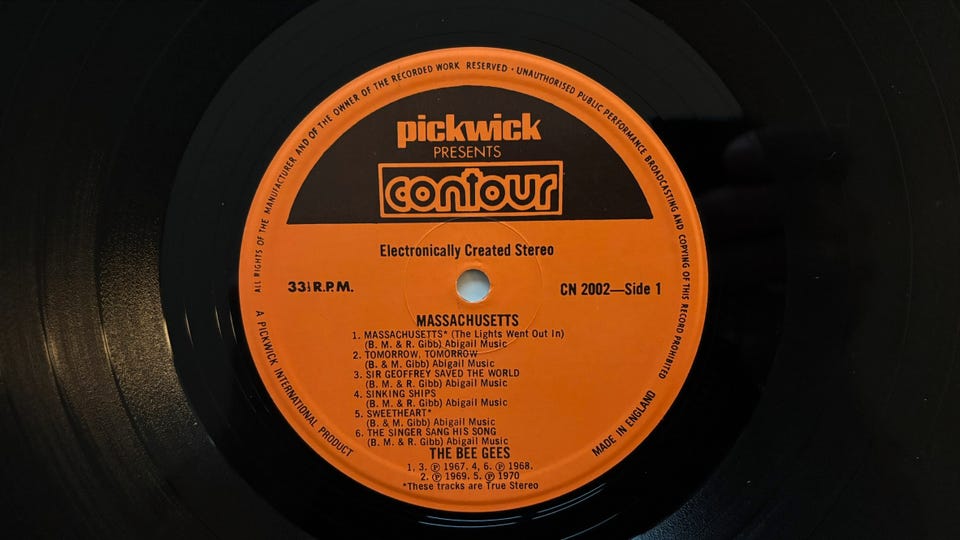 ALL RIGHTS OF THE MANUFACTURER AND OF THE OWNER OF THE RECORDED WORK RESERVED · UNAUTHORISED PUBLIC PERFORMANCE BROADCASTING AND COPYING OF THIS RECORD PROHIBITED
pickwick
PRESENTS
contour
Electronically Created Stereo
33⅓ R.P.M.
CN 2002—Side 1
MASSACHUSETTS
1. MASSACHUSETTS* (The Lights Went Out In)
(B. M. & R. Gibb) Abigail Music
2. TOMORROW, TOMORROW
(B. & M. Gibb) Abigail Music
3. SIR GEOFFREY SAVED THE WORLD
(B. M. & R. Gibb) Abigail Music
4. SINKING SHIPS
(B. M. & R. Gibb) Abigail Music
5. SWEETHEART*
(B. & M. Gibb) Abigail Music
6. THE SINGER SANG HIS SONG
(B. M. & R. Gibb) Abigail Music
THE BEE GEES
1, 3. ℗ 1967. 4, 6. ℗ 1968.
2. ℗ 1969. 5. ℗ 1970
*These tracks are True Stereo
A PICKWICK INTERNATIONAL PRODUCT
MADE IN ENGLAND